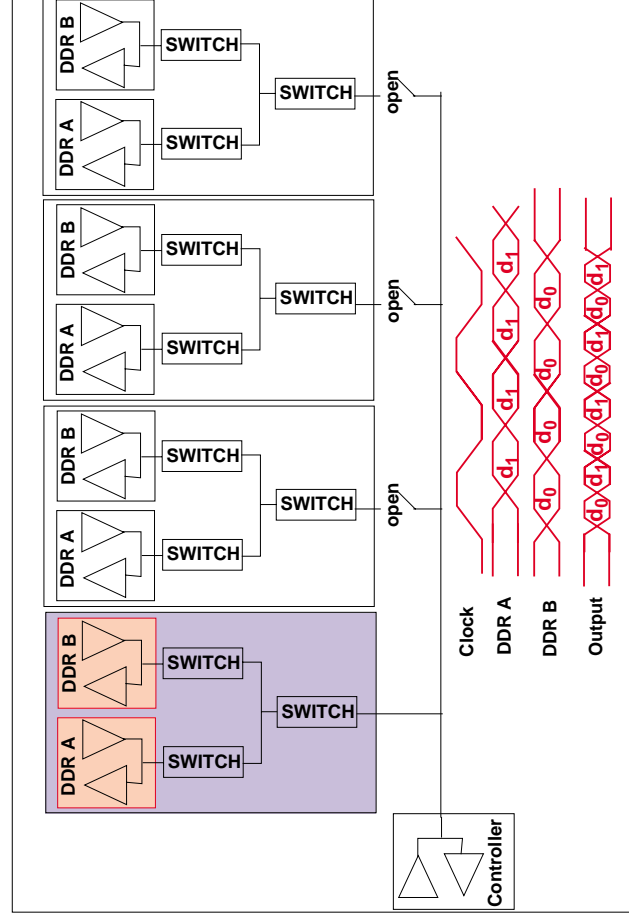 DDR A
DDR B
DDR A
DDR B
DDR A
DDR B
DDR A
DDR B
SWITCH
SWITCH
SWITCH
SWITCH
SWITCH
SWITCH
SWITCH
SWITCH
SWITCH
SWITCH
SWITCH
SWITCH
open
open
open
Controller
Clock
DDR A
d1 d1 d1 d1
DDR B
d0 d0 d0 d0
Output
d0 d1 d0 d1 d0 d1 d0 d1